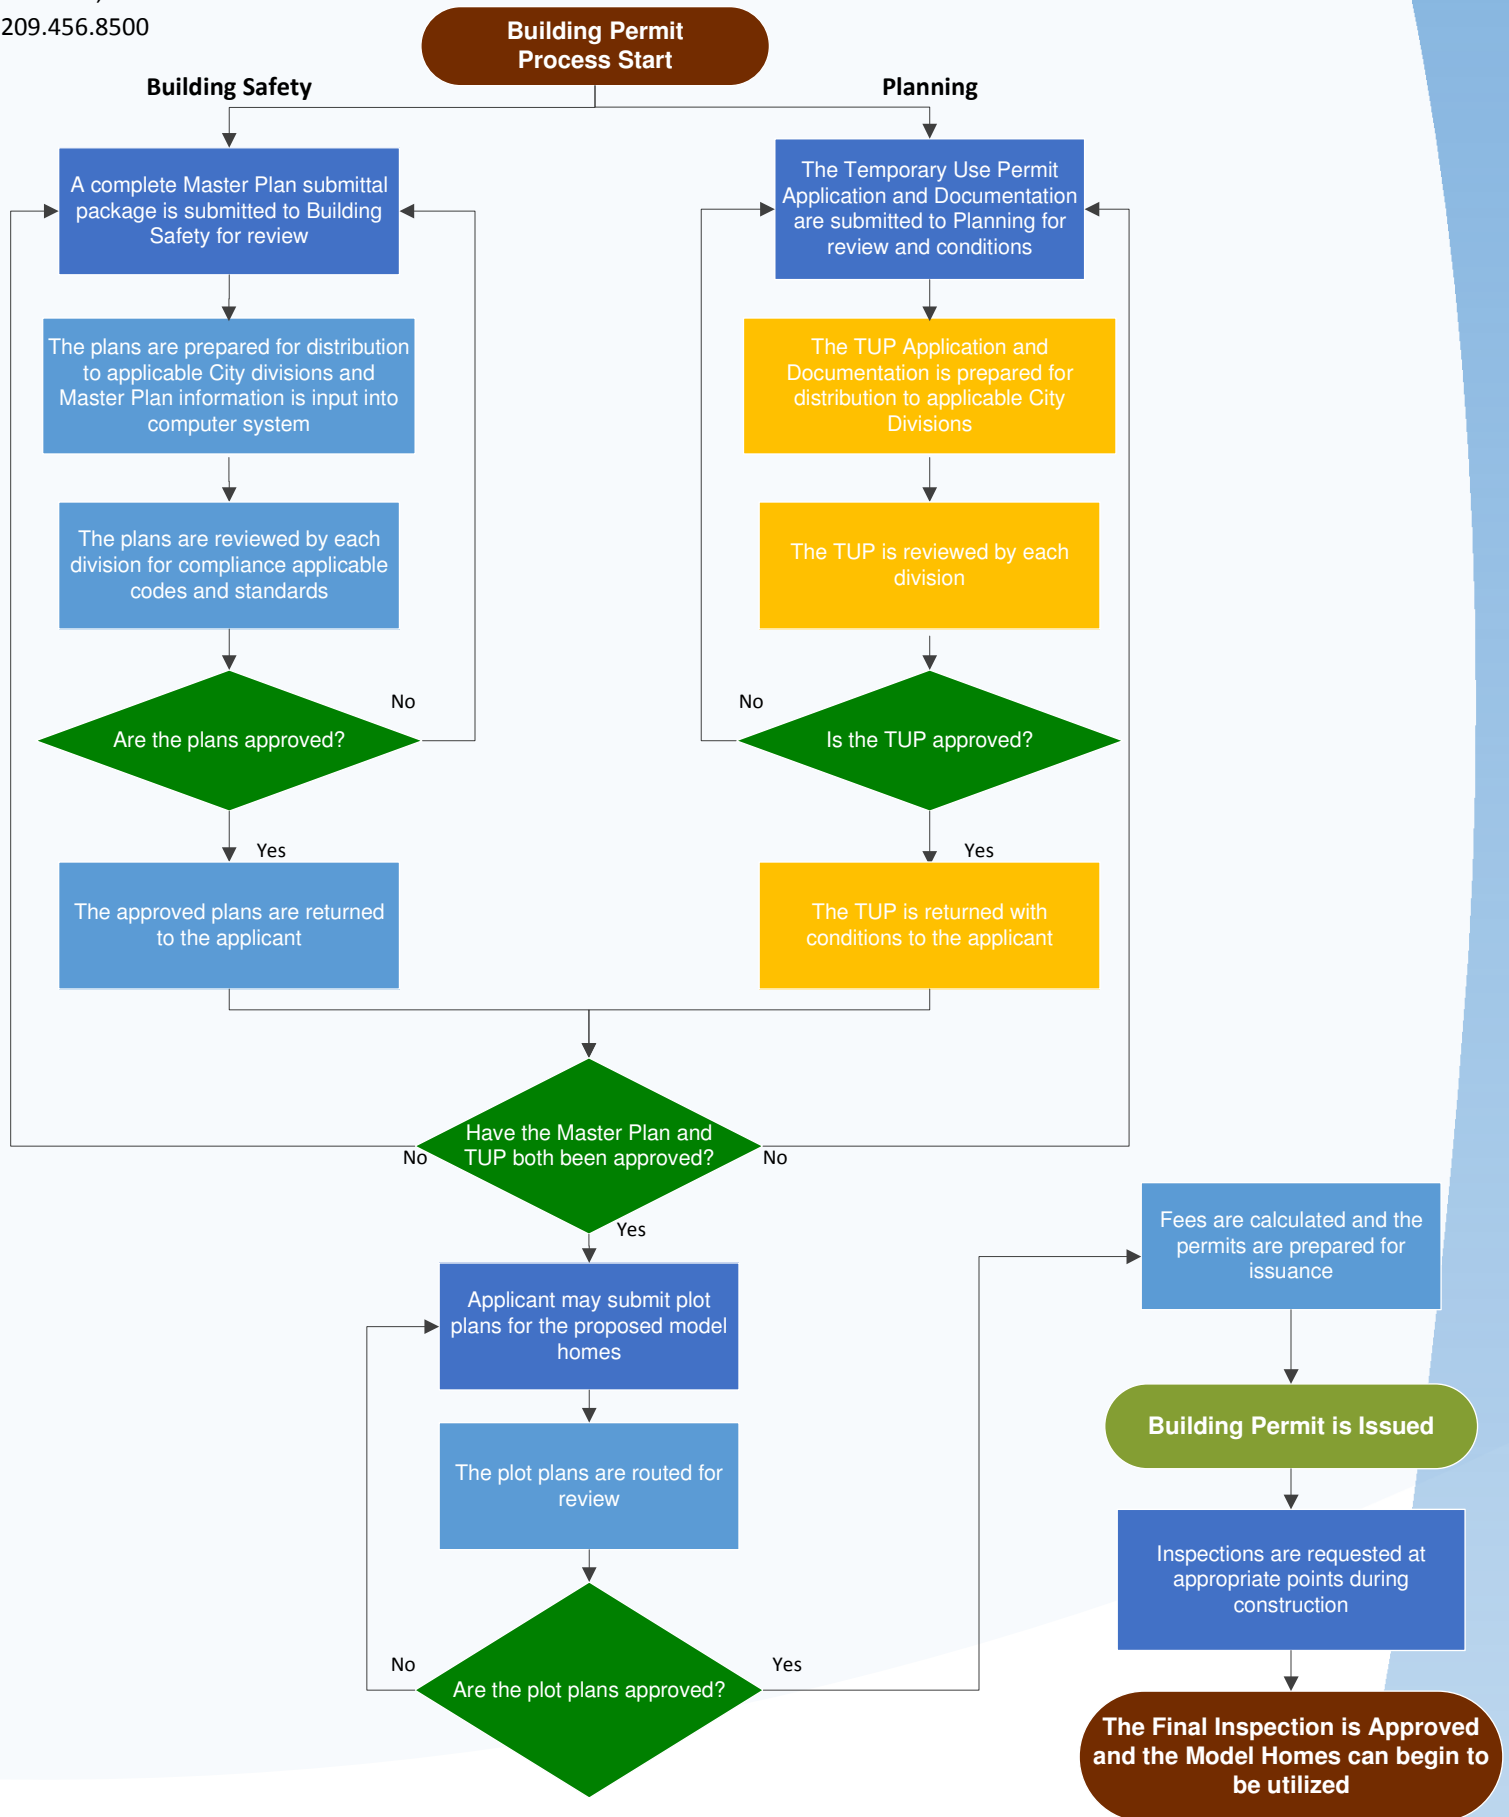 209.456.8500
Building Permit
Process Start
Building Safety
Planning
A complete Master Plan submittal
package is submitted to Building
Safety for review
The Temporary Use Permit
Application and Documentation
are submitted to Planning for
review and conditions
The plans are prepared for distribution
to applicable City divisions and
Master Plan information is input into
computer system
The TUP Application and
Documentation is prepared for
distribution to applicable City
Divisions
The plans are reviewed by each
division for compliance applicable
codes and standards
The TUP is reviewed by each
division
No
Are the plans approved?
No
Is the TUP approved?
Yes
Yes
The approved plans are returned
to the applicant
The TUP is returned with
conditions to the applicant
Have the Master Plan and
TUP both been approved?
No
No
Yes
Fees are calculated and the
permits are prepared for
issuance
Applicant may submit plot
plans for the proposed model
homes
Building Permit is Issued
The plot plans are routed for
review
Inspections are requested at
appropriate points during
construction
No
Are the plot plans approved?
Yes
The Final Inspection is Approved
and the Model Homes can begin to
be utilized